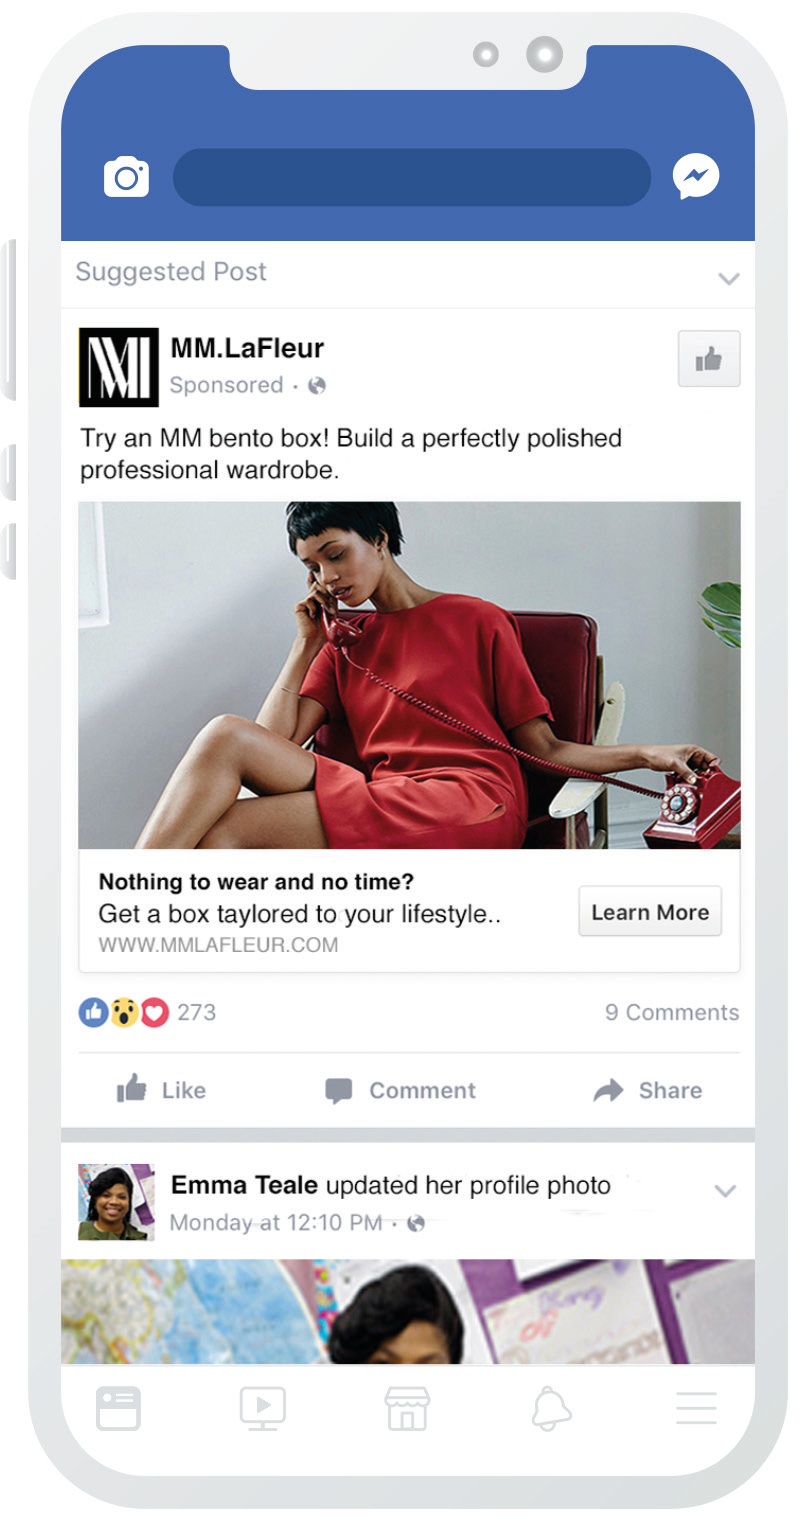 Suggested Post
MM
MM.LaFleur
Sponsored ·
Try an MM bento box! Build a perfectly polished
professional wardrobe.
Nothing to wear and no time?
Get a box taylored to your lifestyle..
WWW.MMLAFLEUR.COM
Learn More
273
9 Comments
Like
Comment
Share
Emma Teale updated her profile photo
Monday at 12:10 PM ·